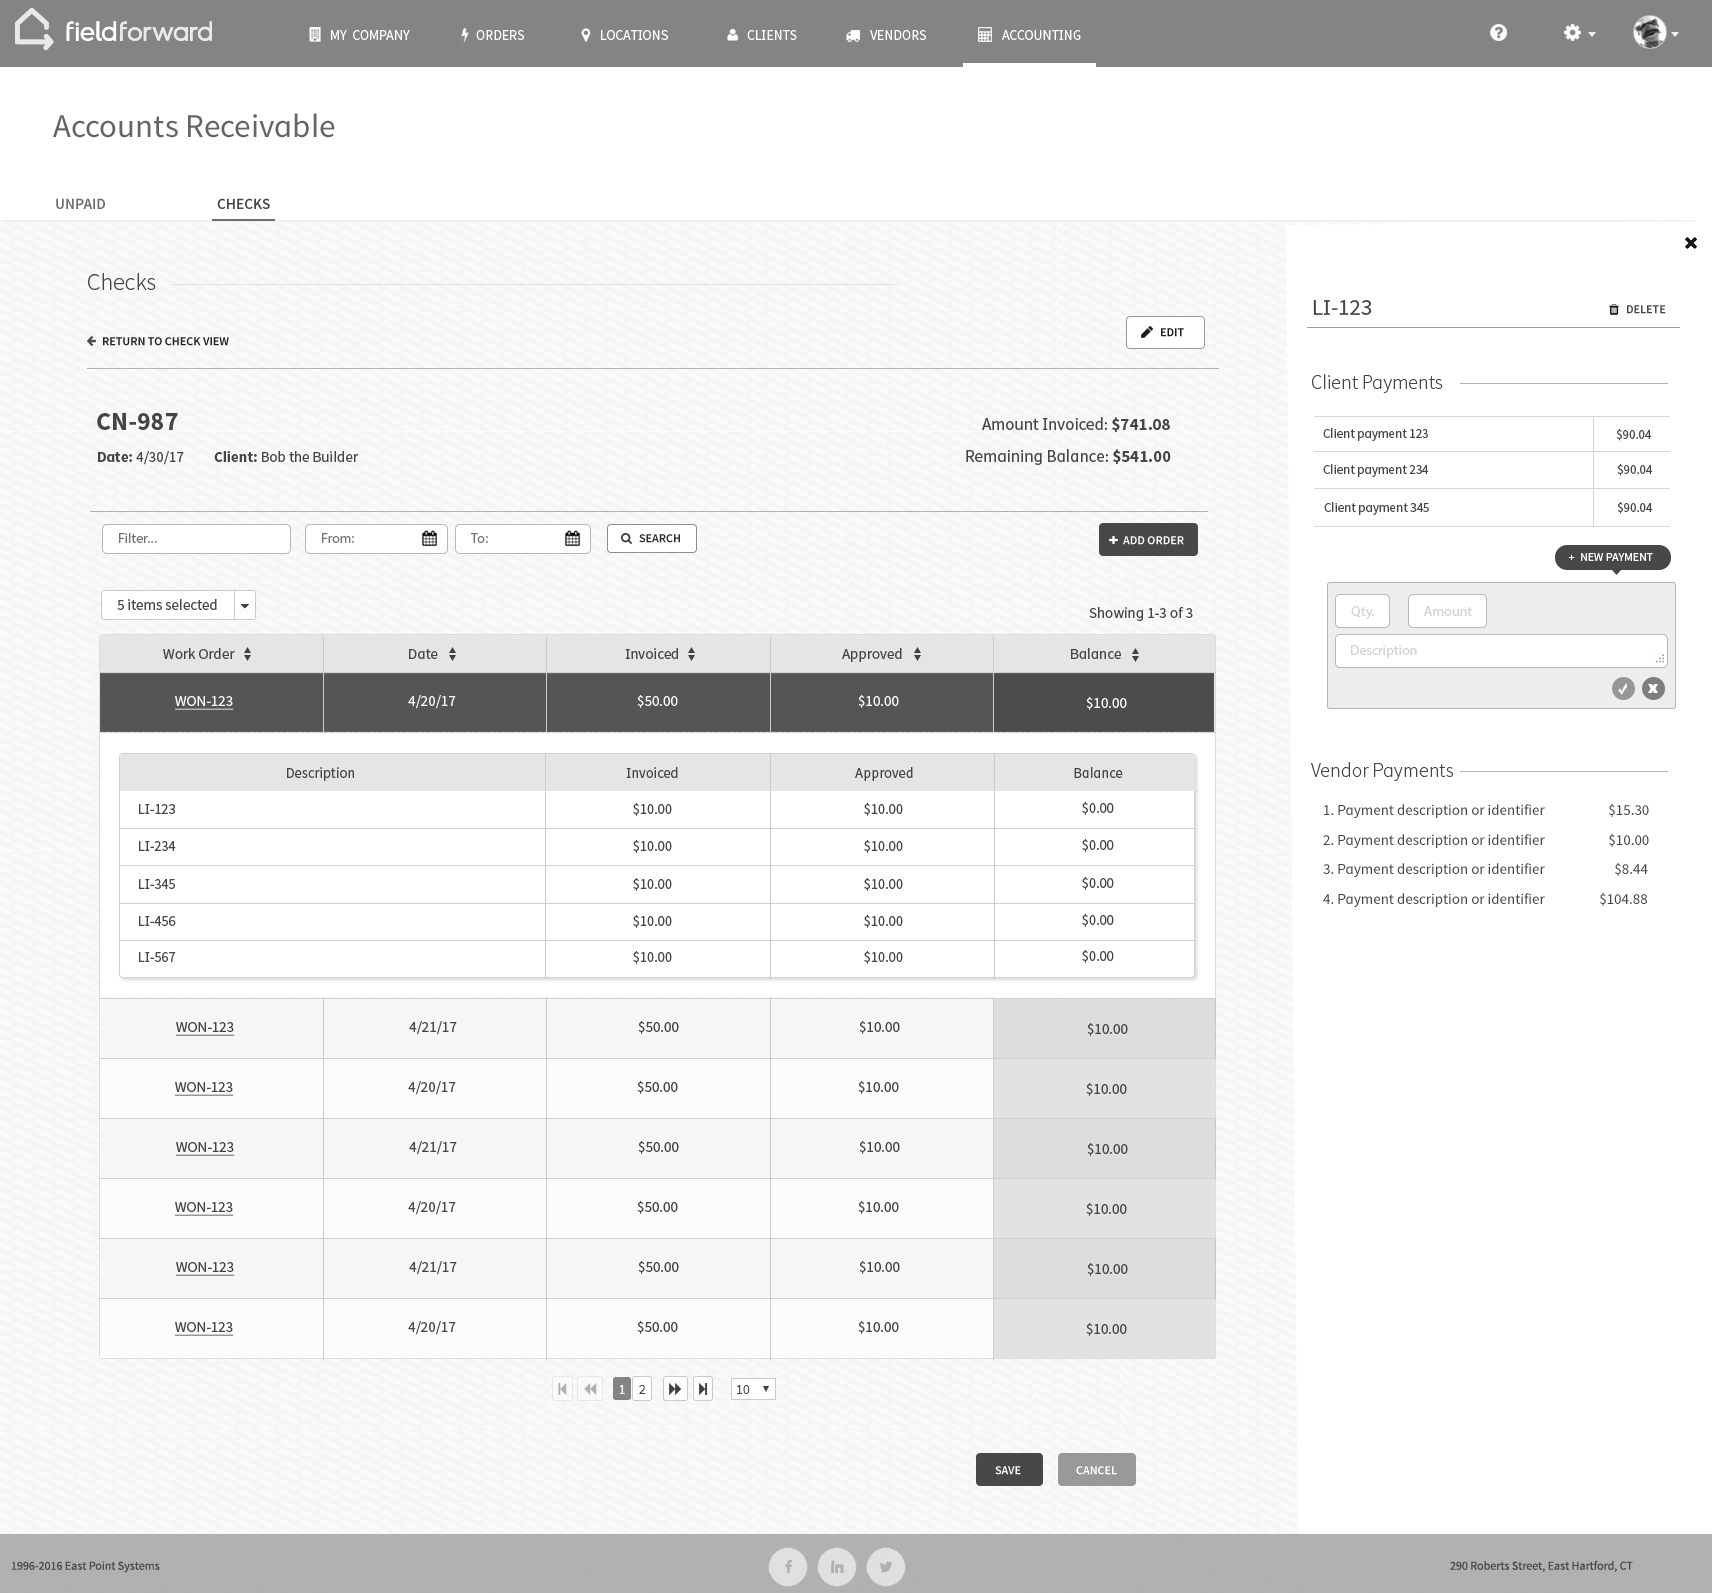 fieldforward
MY COMPANY
ORDERS
LOCATIONS
CLIENTS
VENDORS
ACCOUNTING
Accounts Receivable
UNPAID
CHECKS
Checks
RETURN TO CHECK VIEW
EDIT
CN-987
Date: 4/30/17 Client: Bob the Builder
Amount Invoiced: $741.08
Remaining Balance: $541.00
Filter...
From:
To:
SEARCH
ADD ORDER
5 items selected
Showing 1-3 of 3
Work Order Date Invoiced Approved Balance
WON-123 4/20/17 $50.00 $10.00 $10.00
Description Invoiced Approved Balance
LI-123 $10.00 $10.00 $0.00
LI-234 $10.00 $10.00 $0.00
LI-345 $10.00 $10.00 $0.00
LI-456 $10.00 $10.00 $0.00
LI-567 $10.00 $10.00 $0.00
WON-123 4/21/17 $50.00 $10.00 $10.00
WON-123 4/20/17 $50.00 $10.00 $10.00
WON-123 4/21/17 $50.00 $10.00 $10.00
WON-123 4/20/17 $50.00 $10.00 $10.00
WON-123 4/21/17 $50.00 $10.00 $10.00
WON-123 4/20/17 $50.00 $10.00 $10.00
1 2 10
SAVE
CANCEL
LI-123
DELETE
Client Payments
Client payment 123 $90.04
Client payment 234 $90.04
Client payment 345 $90.04
+ NEW PAYMENT
Qty.
Amount
Description
Vendor Payments
1. Payment description or identifier $15.30
2. Payment description or identifier $10.00
3. Payment description or identifier $8.44
4. Payment description or identifier $104.88
1996-2016 East Point Systems
290 Roberts Street, East Hartford, CT